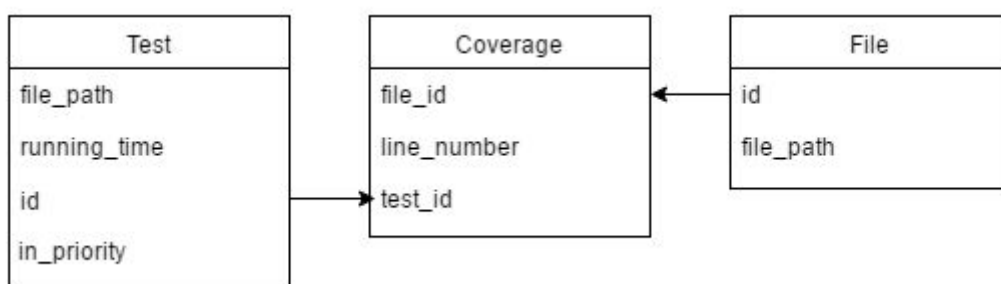 Test
file_path
running_time
id
in_priority
Coverage
file_id
line_number
test_id
File
id
file_path